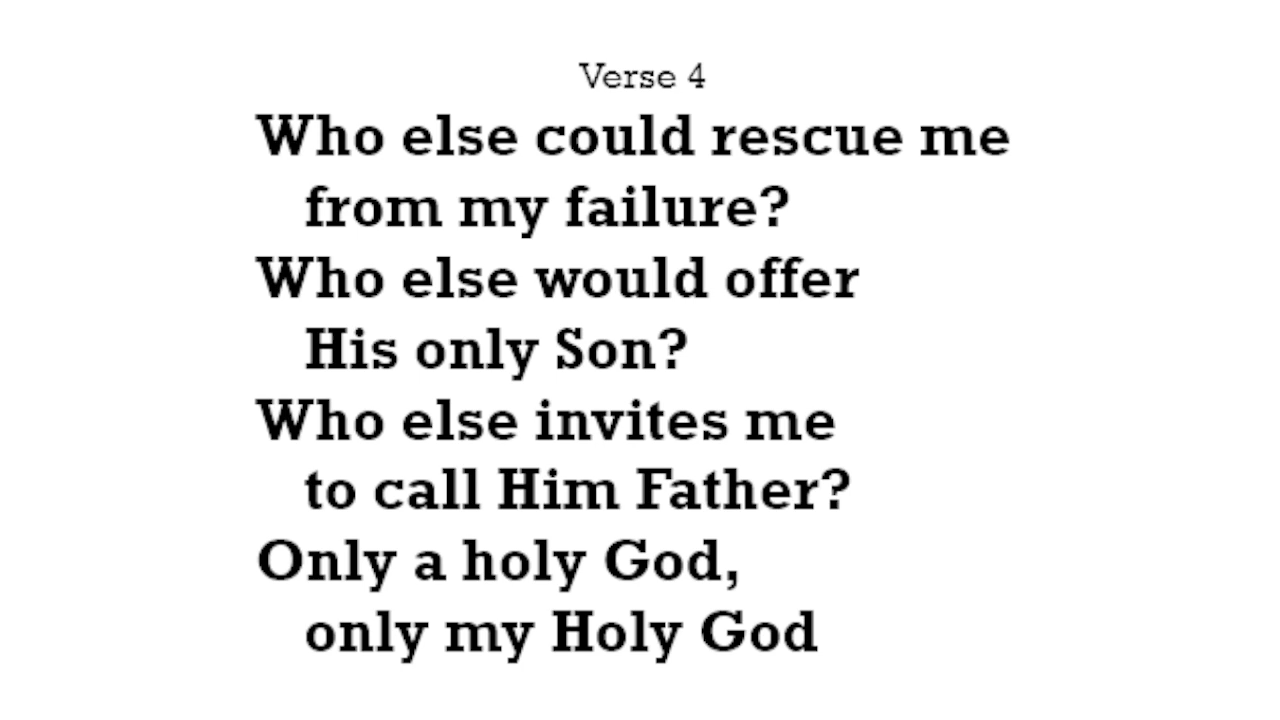 Verse 4
Who else could rescue me
from my failure?
Who else would offer
His only Son?
Who else invites me
to call Him Father?
Only a holy God,
only my Holy God